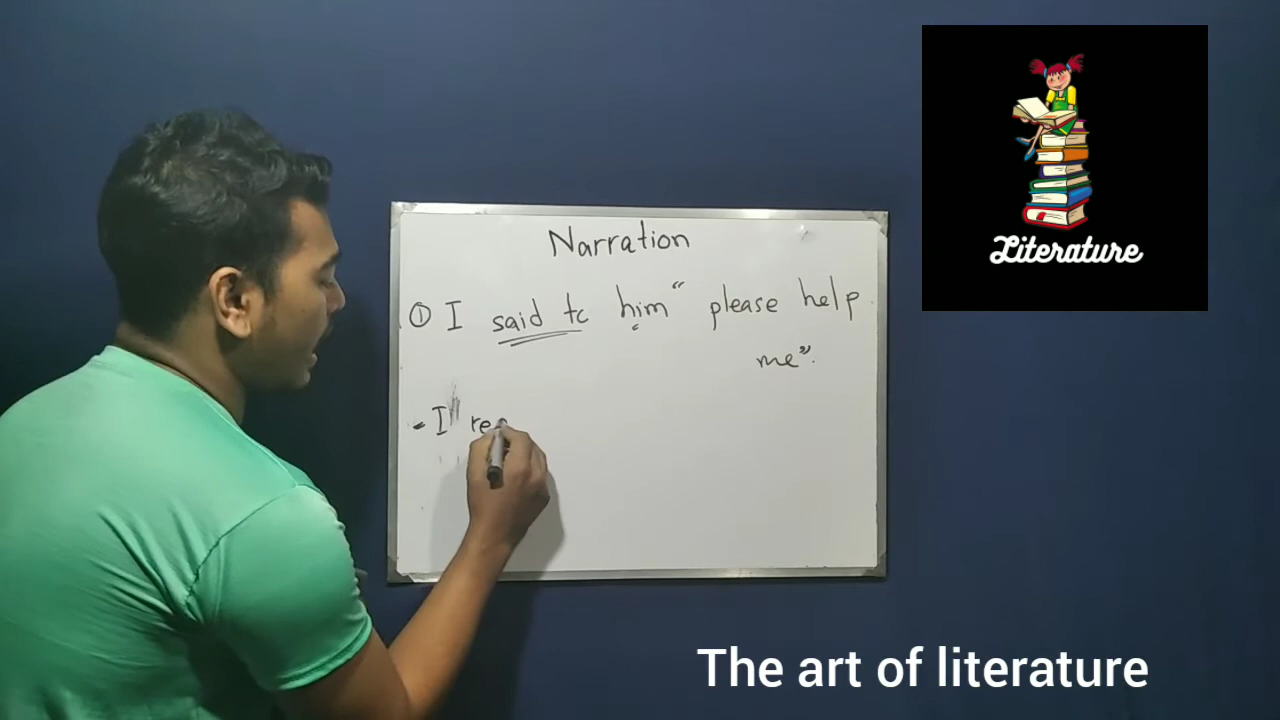 Narration
① I said to him “ please help
me”.
- I re
Literature
The art of literature